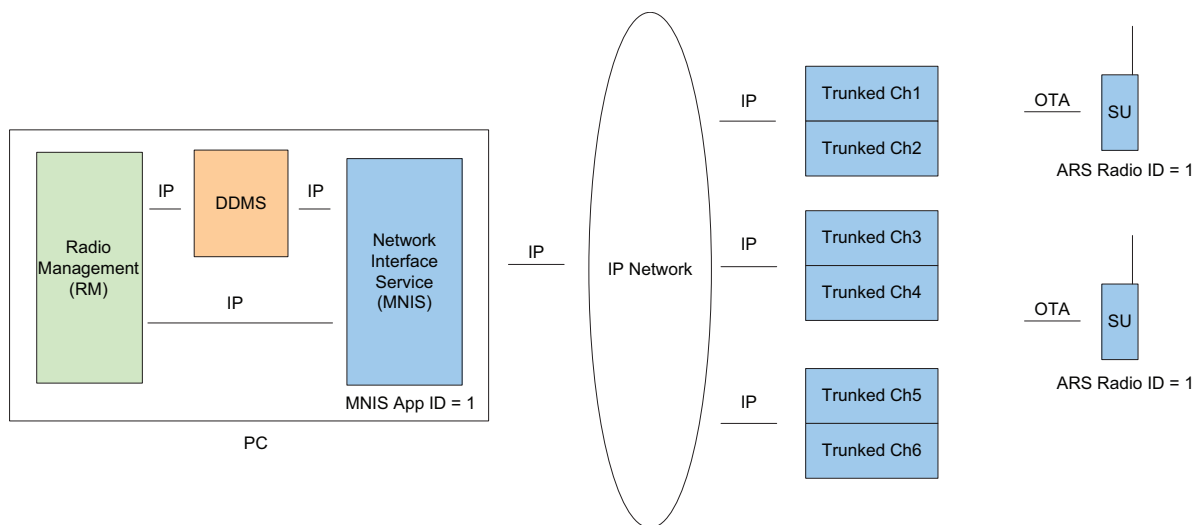 Radio
Management
(RM)
IP
DDMS
IP
Network
Interface
Service
(MNIS)
IP
MNIS App ID = 1
PC
IP
IP Network
IP
Trunked Ch1
Trunked Ch2
IP
Trunked Ch3
Trunked Ch4
IP
Trunked Ch5
Trunked Ch6
OTA
SU
ARS Radio ID = 1
OTA
SU
ARS Radio ID = 1